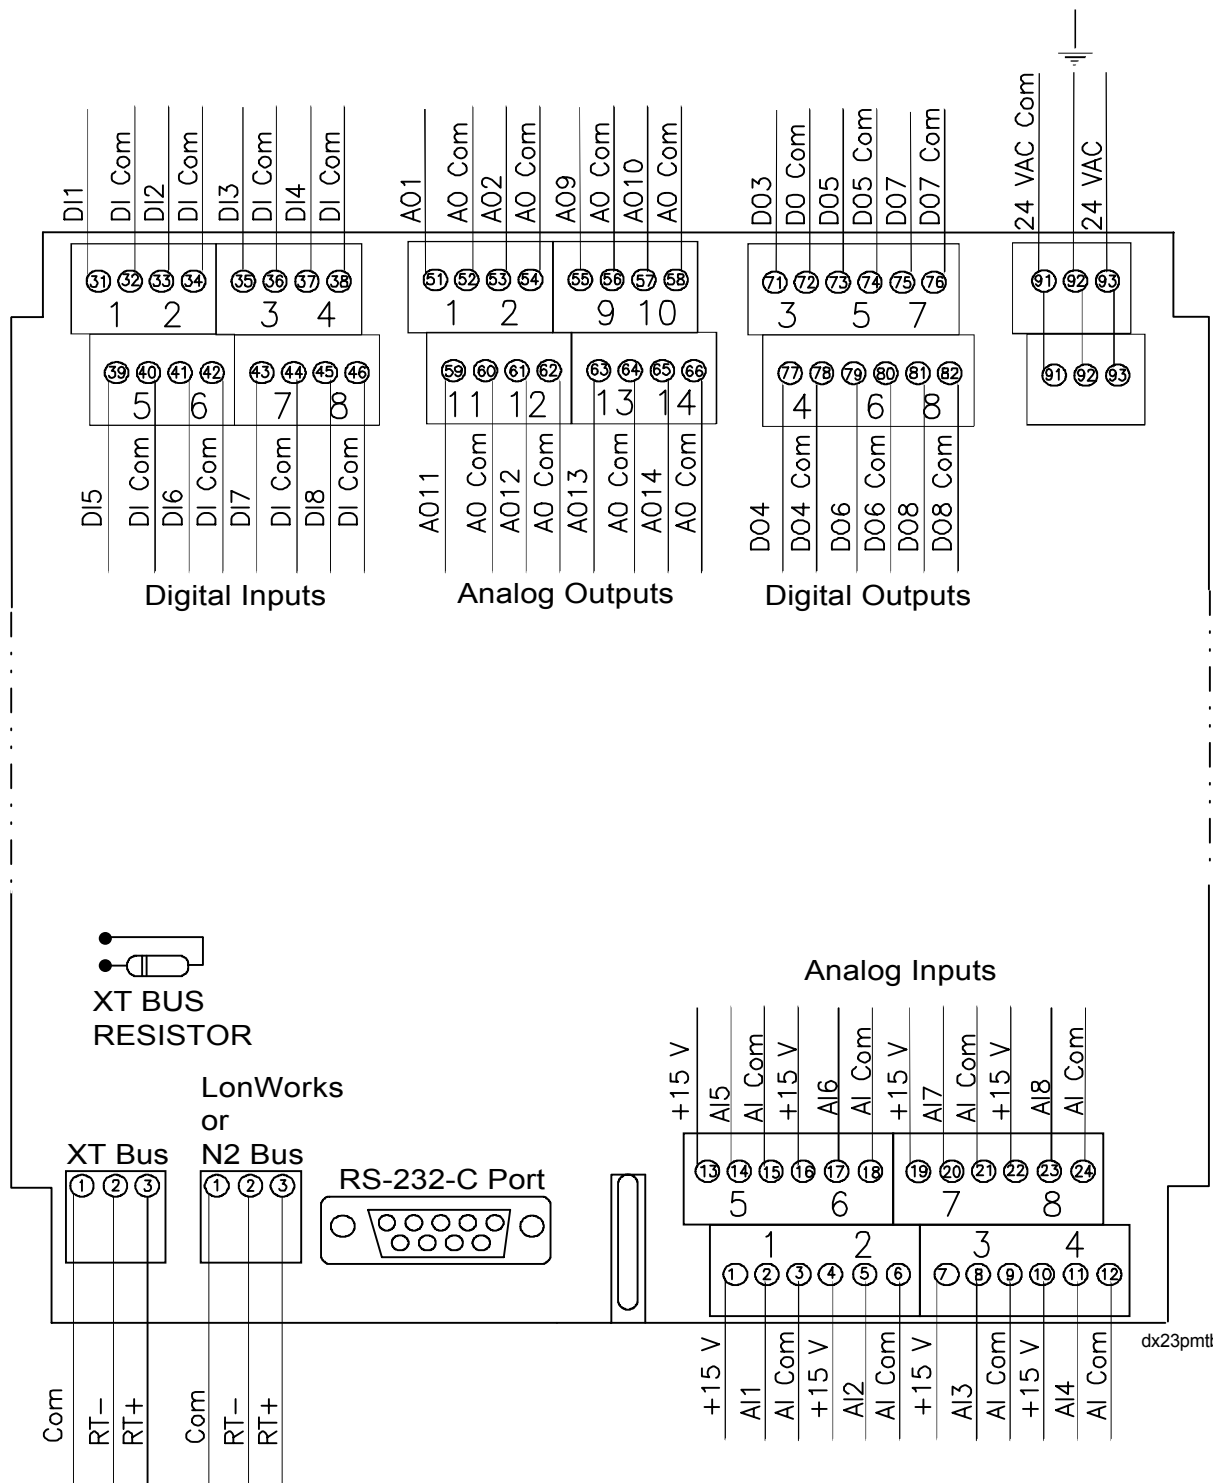 24 VAC Com
24 VAC
DI1
DI Com
DI2
DI Com
DI3
DI Com
DI4
DI Com
AO1
AO Com
AO2
AO Com
AO9
AO Com
AO10
AO Com
DO3
DO Com
DO5
DO5 Com
DO7
DO7 Com
31 32 33 34 35 36 37 38
51 52 53 54 55 56 57 58
71 72 73 74 75 76
91 92 93
1 2 3 4
1 2 9 10
3 5 7
39 40 41 42 43 44 45 46
59 60 61 62 63 64 65 66
77 78 79 80 81 82
91 92 93
5 6 7 8
11 12 13 14
4 6 8
DI5
DI Com
DI6
DI Com
DI7
DI Com
DI8
DI Com
AO11
AO Com
AO12
AO Com
AO13
AO Com
AO14
AO Com
DO4
DO4 Com
DO6
DO6 Com
DO8
DO8 Com
Digital Inputs
Analog Outputs
Digital Outputs
XT BUS
RESISTOR
Analog Inputs
+15 V
AI5
AI Com
+15 V
AI6
AI Com
+15 V
AI7
AI Com
+15 V
AI8
AI Com
LonWorks
or
N2 Bus
XT Bus
RS-232-C Port
1 2 3
1 2 3
13 14 15 16 17 18 19 20 21 22 23 24
5 6 7 8
1 2 3 4
1 2 3 4 5 6 7 8 9 10 11 12
dx23pmtb
+15 V
AI1
AI Com
+15 V
AI2
AI Com
+15 V
AI3
AI Com
+15 V
AI4
AI Com
Com
RT-
RT+
Com
RT-
RT+